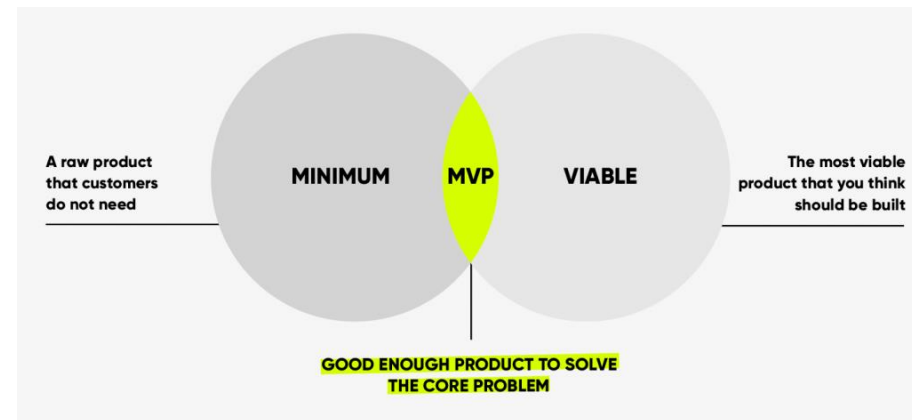 A raw product
that customers
do not need
MINIMUM
MVP
VIABLE
The most viable
product that you think
should be built
GOOD ENOUGH PRODUCT TO SOLVE
THE CORE PROBLEM